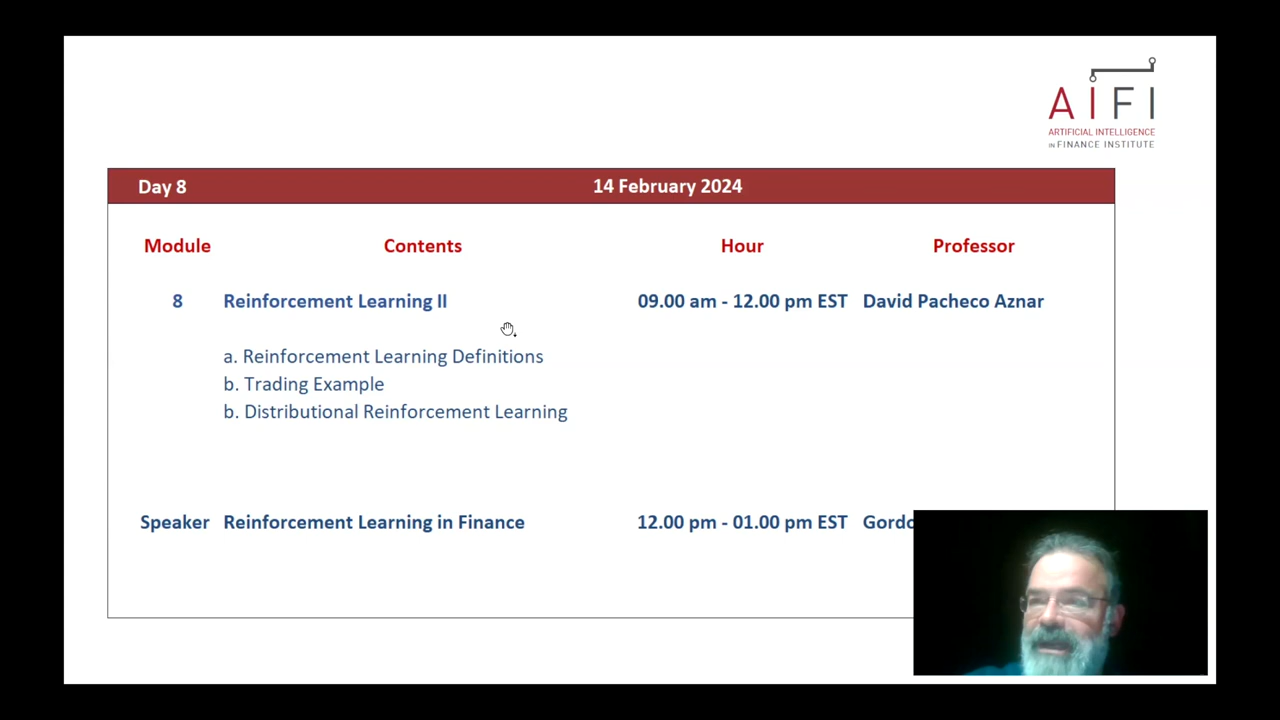 AIFI
ARTIFICIAL INTELLIGENCE
IN FINANCE INSTITUTE
Day 8 14 February 2024
Module Contents Hour Professor
8 Reinforcement Learning II 09.00 am - 12.00 pm EST David Pacheco Aznar
a. Reinforcement Learning Definitions
b. Trading Example
b. Distributional Reinforcement Learning
Speaker Reinforcement Learning in Finance 12.00 pm - 01.00 pm EST